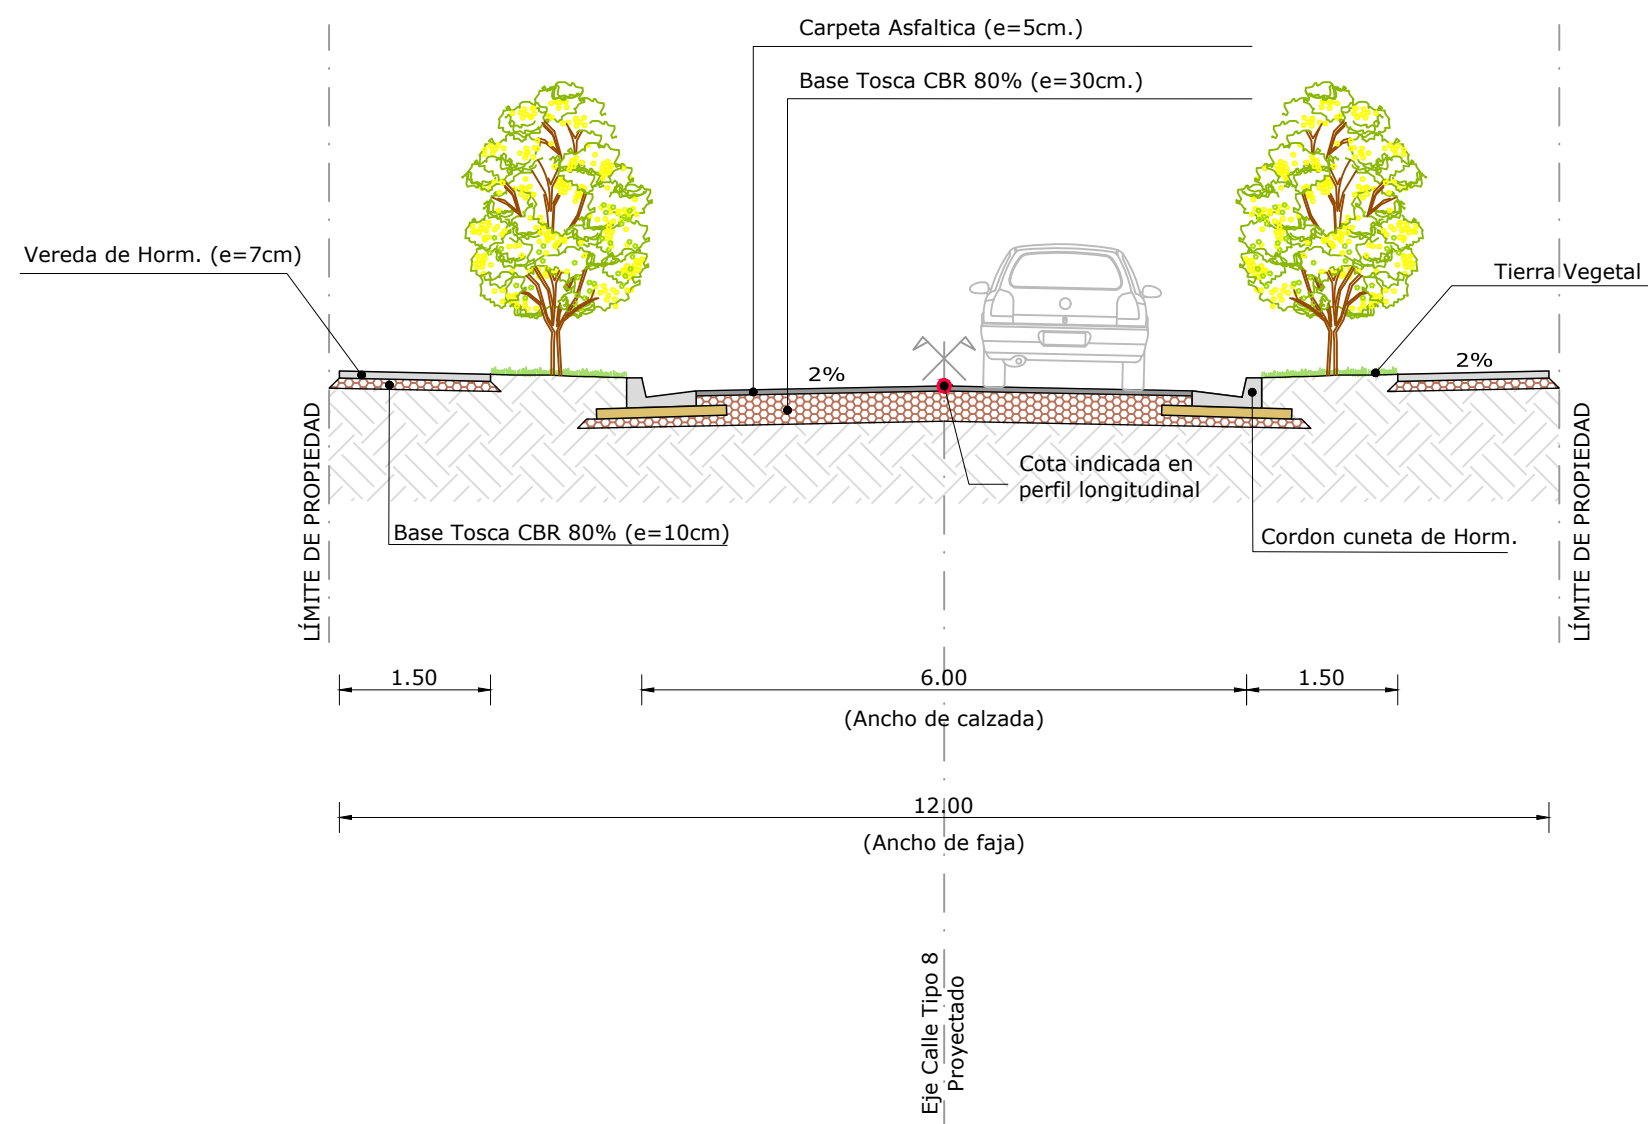 Carpeta Asfaltica (e=5cm.)
Base Tosca CBR 80% (e=30cm.)
Vereda de Horm. (e=7cm)
Tierra Vegetal
2%
2%
Cota indicada en
perfil longitudinal
Base Tosca CBR 80% (e=10cm)
Cordon cuneta de Horm.
LÍMITE DE PROPIEDAD
LÍMITE DE PROPIEDAD
1.50
6.00
1.50
(Ancho de calzada)
12.00
(Ancho de faja)
Eje Calle Tipo 8
Proyectado